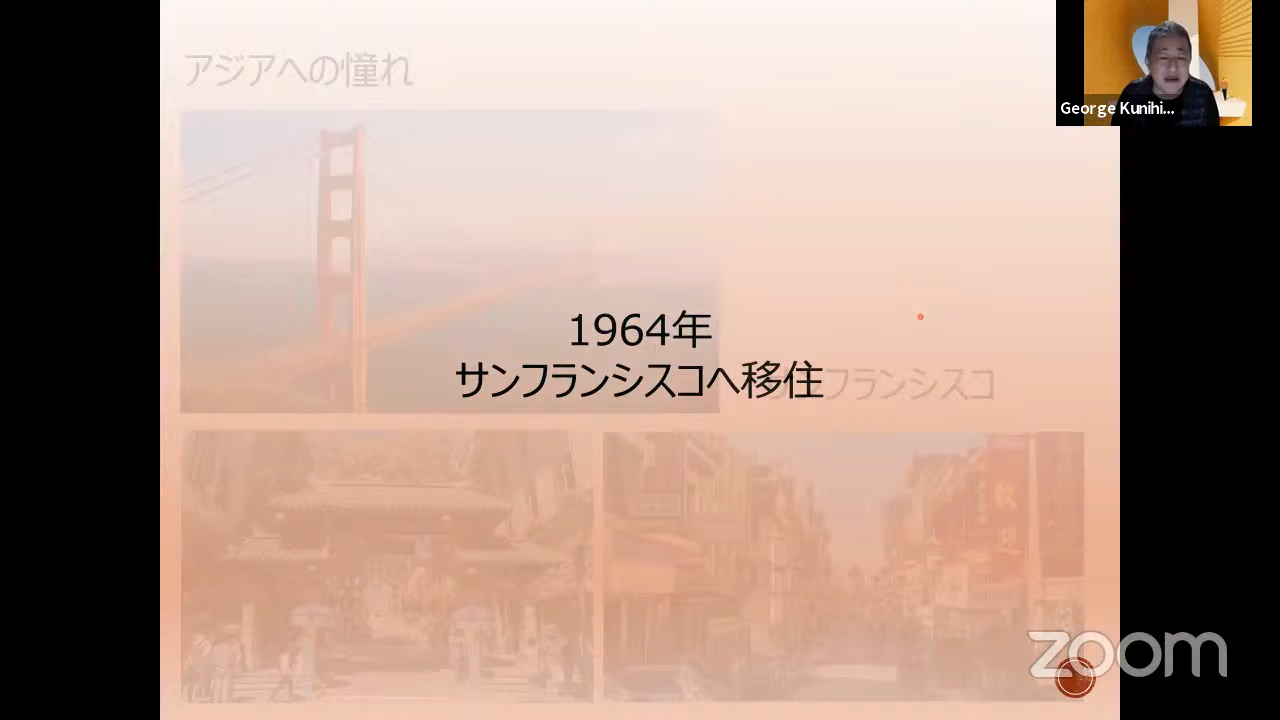 アジアへの憧れ
George Kunihi...
1964年
サンフランシスコへ移住
フランシスコ
zoom